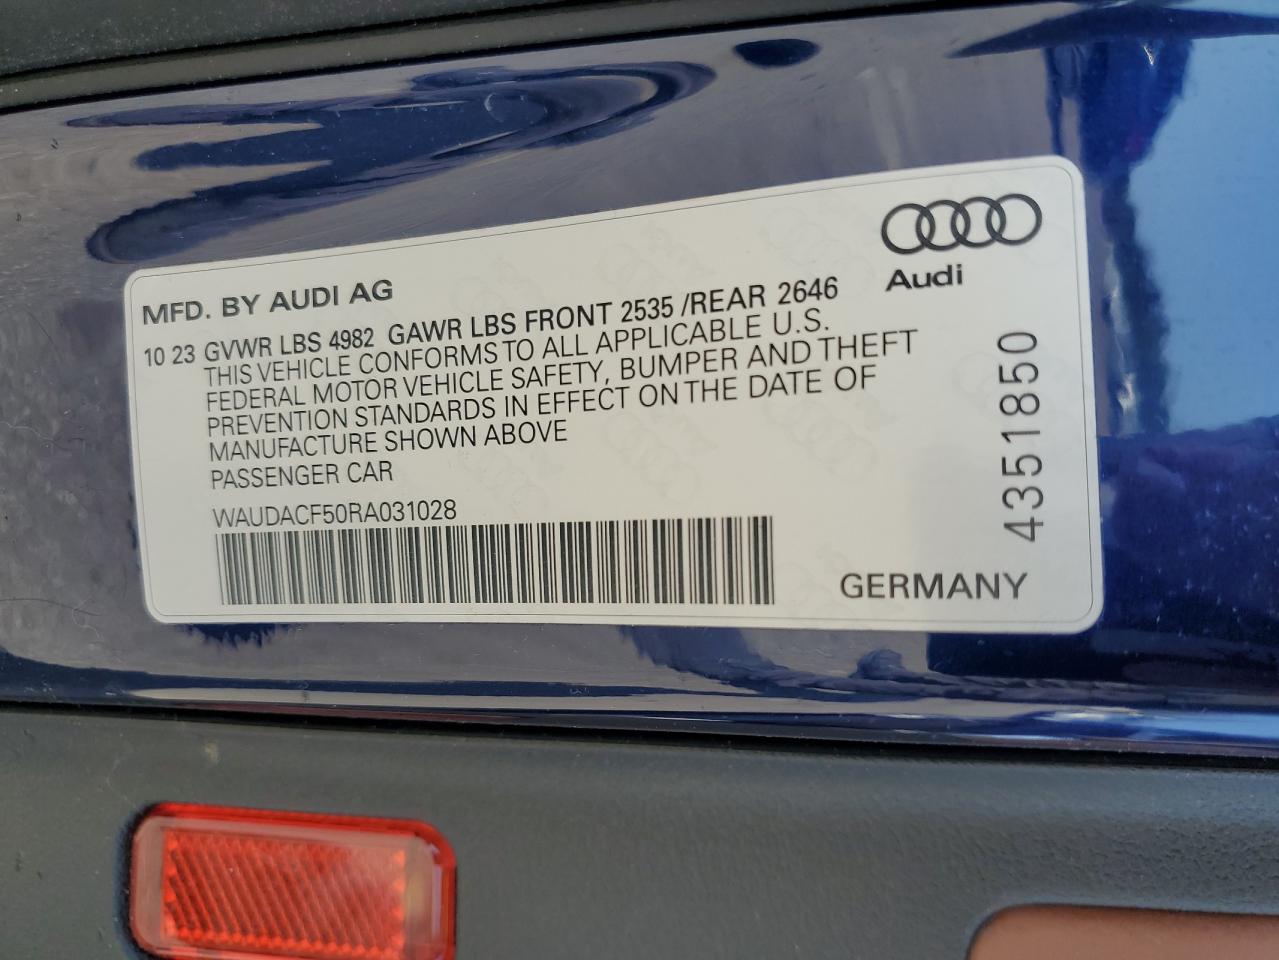 Audi
MFD. BY AUDI AG
10 23 GVWR LBS 4982 GAWR LBS FRONT 2535 /REAR 2646
THIS VEHICLE CONFORMS TO ALL APPLICABLE U.S.
FEDERAL MOTOR VEHICLE SAFETY, BUMPER AND THEFT
PREVENTION STANDARDS IN EFFECT ON THE DATE OF
MANUFACTURE SHOWN ABOVE
PASSENGER CAR
WAUDACF50RA031028
GERMANY
4351850